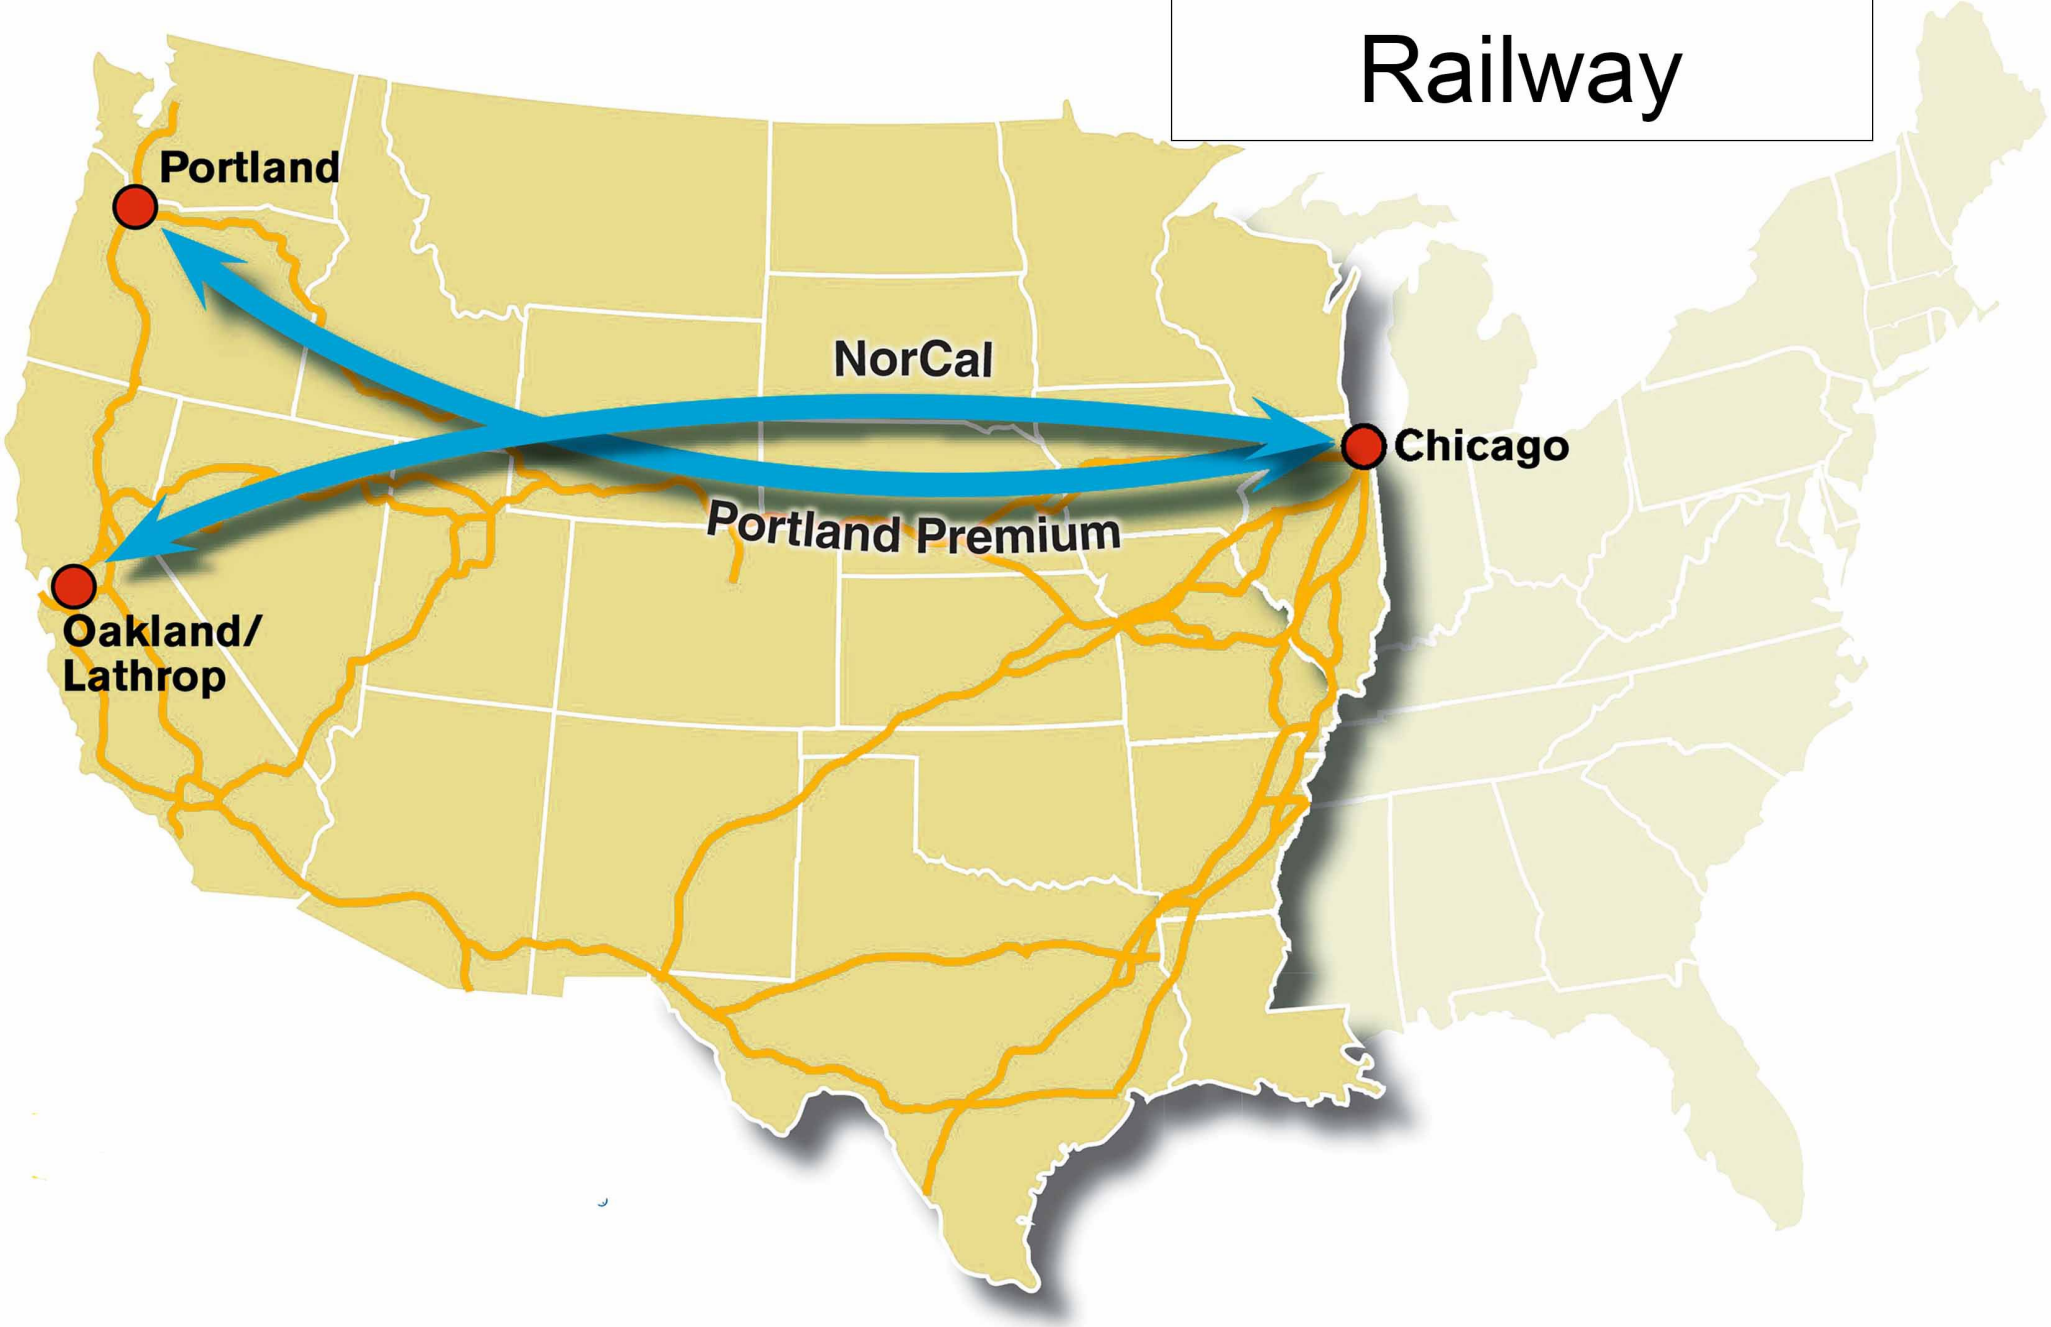 Railway
Portland
NorCal
Chicago
Portland Premium
Oakland/
Lathrop